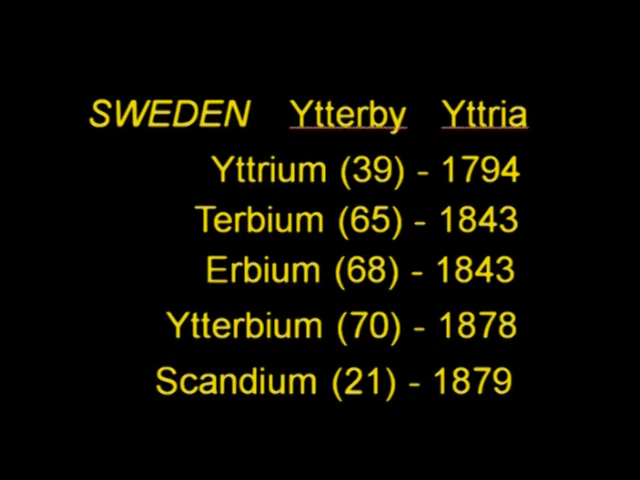 SWEDEN Ytterby Yttria
Yttrium (39) - 1794
Terbium (65) - 1843
Erbium (68) - 1843
Ytterbium (70) - 1878
Scandium (21) - 1879